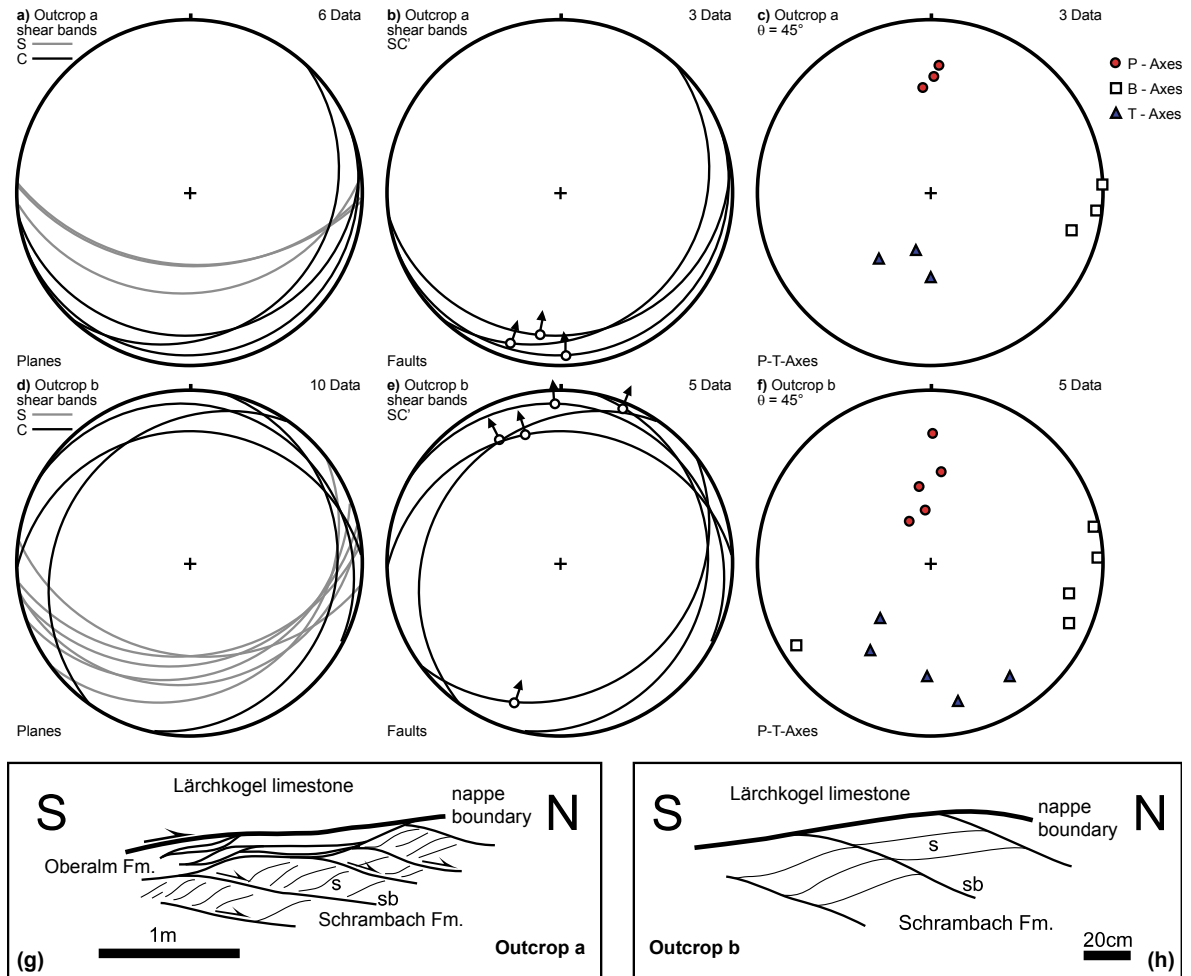 a) Outcrop a
shear bands
S
C
6 Data
Planes
b) Outcrop a
shear bands
SC'
3 Data
Faults
c) Outcrop a
θ = 45°
3 Data
P-T-Axes
P - Axes
B - Axes
T - Axes
d) Outcrop b
shear bands
S
C
10 Data
Planes
e) Outcrop b
shear bands
SC'
5 Data
Faults
f) Outcrop b
θ = 45°
5 Data
P-T-Axes
S
N
Lärchkogel limestone
nappe
boundary
Oberalm Fm.
s
sb
Schrambach Fm.
1m
(g)
Outcrop a
S
N
Lärchkogel limestone
nappe
boundary
s
sb
Schrambach Fm.
Outcrop b
20cm
(h)